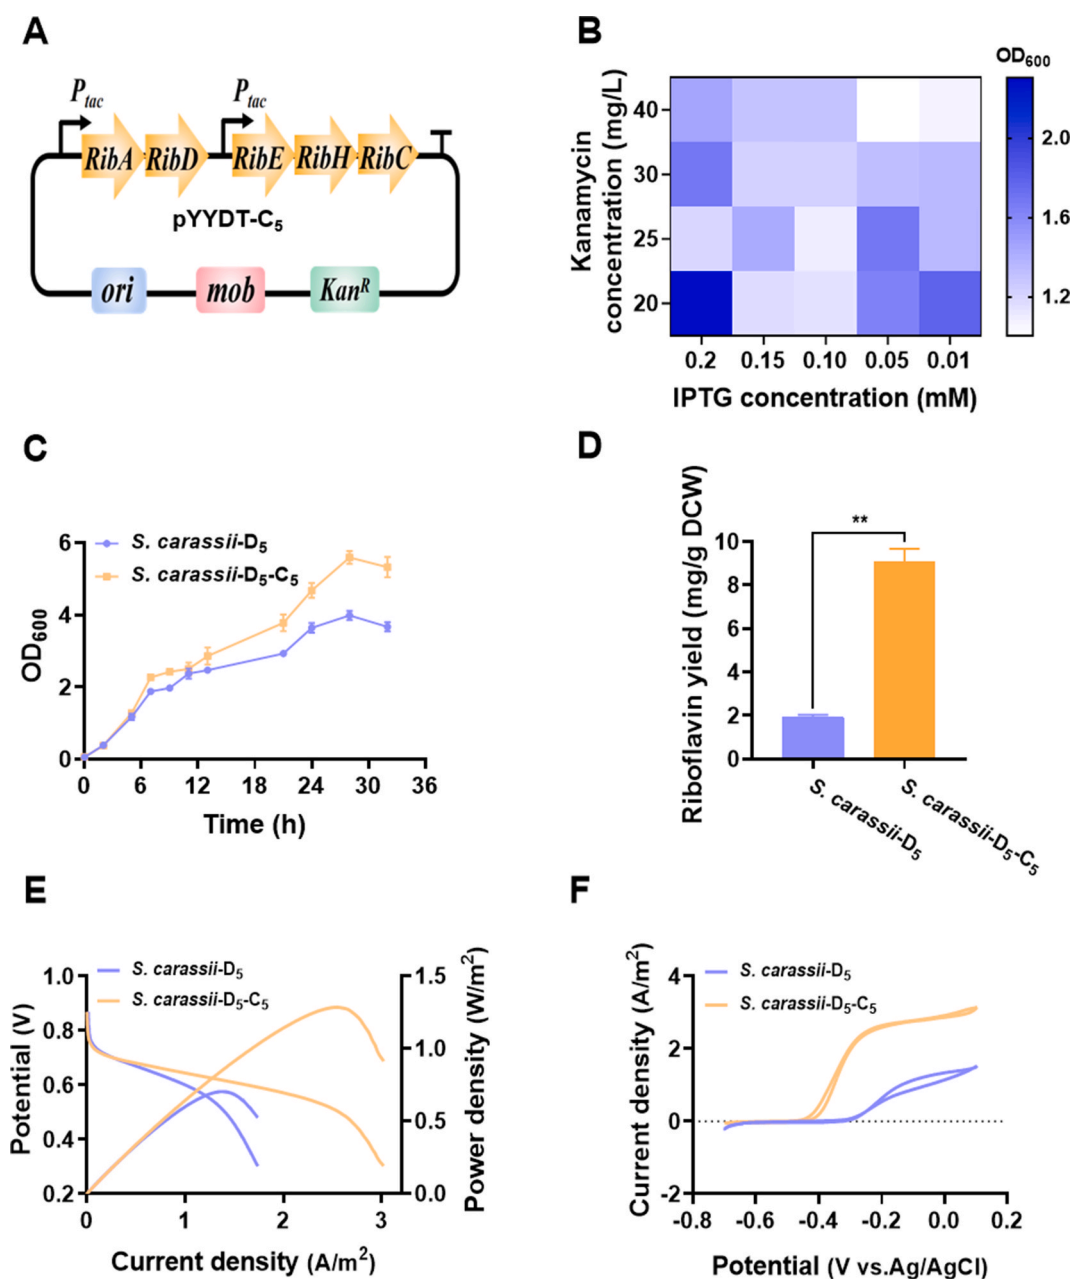 A
P_tac
P_tac
RibA
RibD
RibE
RibH
RibC
pYYDT-C₅
ori
mob
Kanᴿ
B
OD₆₀₀
Kanamycin
concentration (mg/L)
40
30
25
20
0.2 0.15 0.10 0.05 0.01
IPTG concentration (mM)
2.0
1.6
1.2
C
S. carassii-D₅
S. carassii-D₅-C₅
OD₆₀₀
6
4
2
0
0 6 12 18 24 30 36
Time (h)
D
Riboflavin yield (mg/g DCW)
10
8
6
4
2
0
**
S. carassii-D₅
S. carassii-D₅-C₅
E
S. carassii-D₅
S. carassii-D₅-C₅
Potential (V)
1.0
0.8
0.6
0.4
0.2
1.5
1.0
0.5
0.0
Power density (W/m²)
0 1 2 3
Current density (A/m²)
F
S. carassii-D₅
S. carassii-D₅-C₅
Current density (A/m²)
4
2
0
-2
-0.8 -0.6 -0.4 -0.2 0.0 0.2
Potential (V vs.Ag/AgCl)